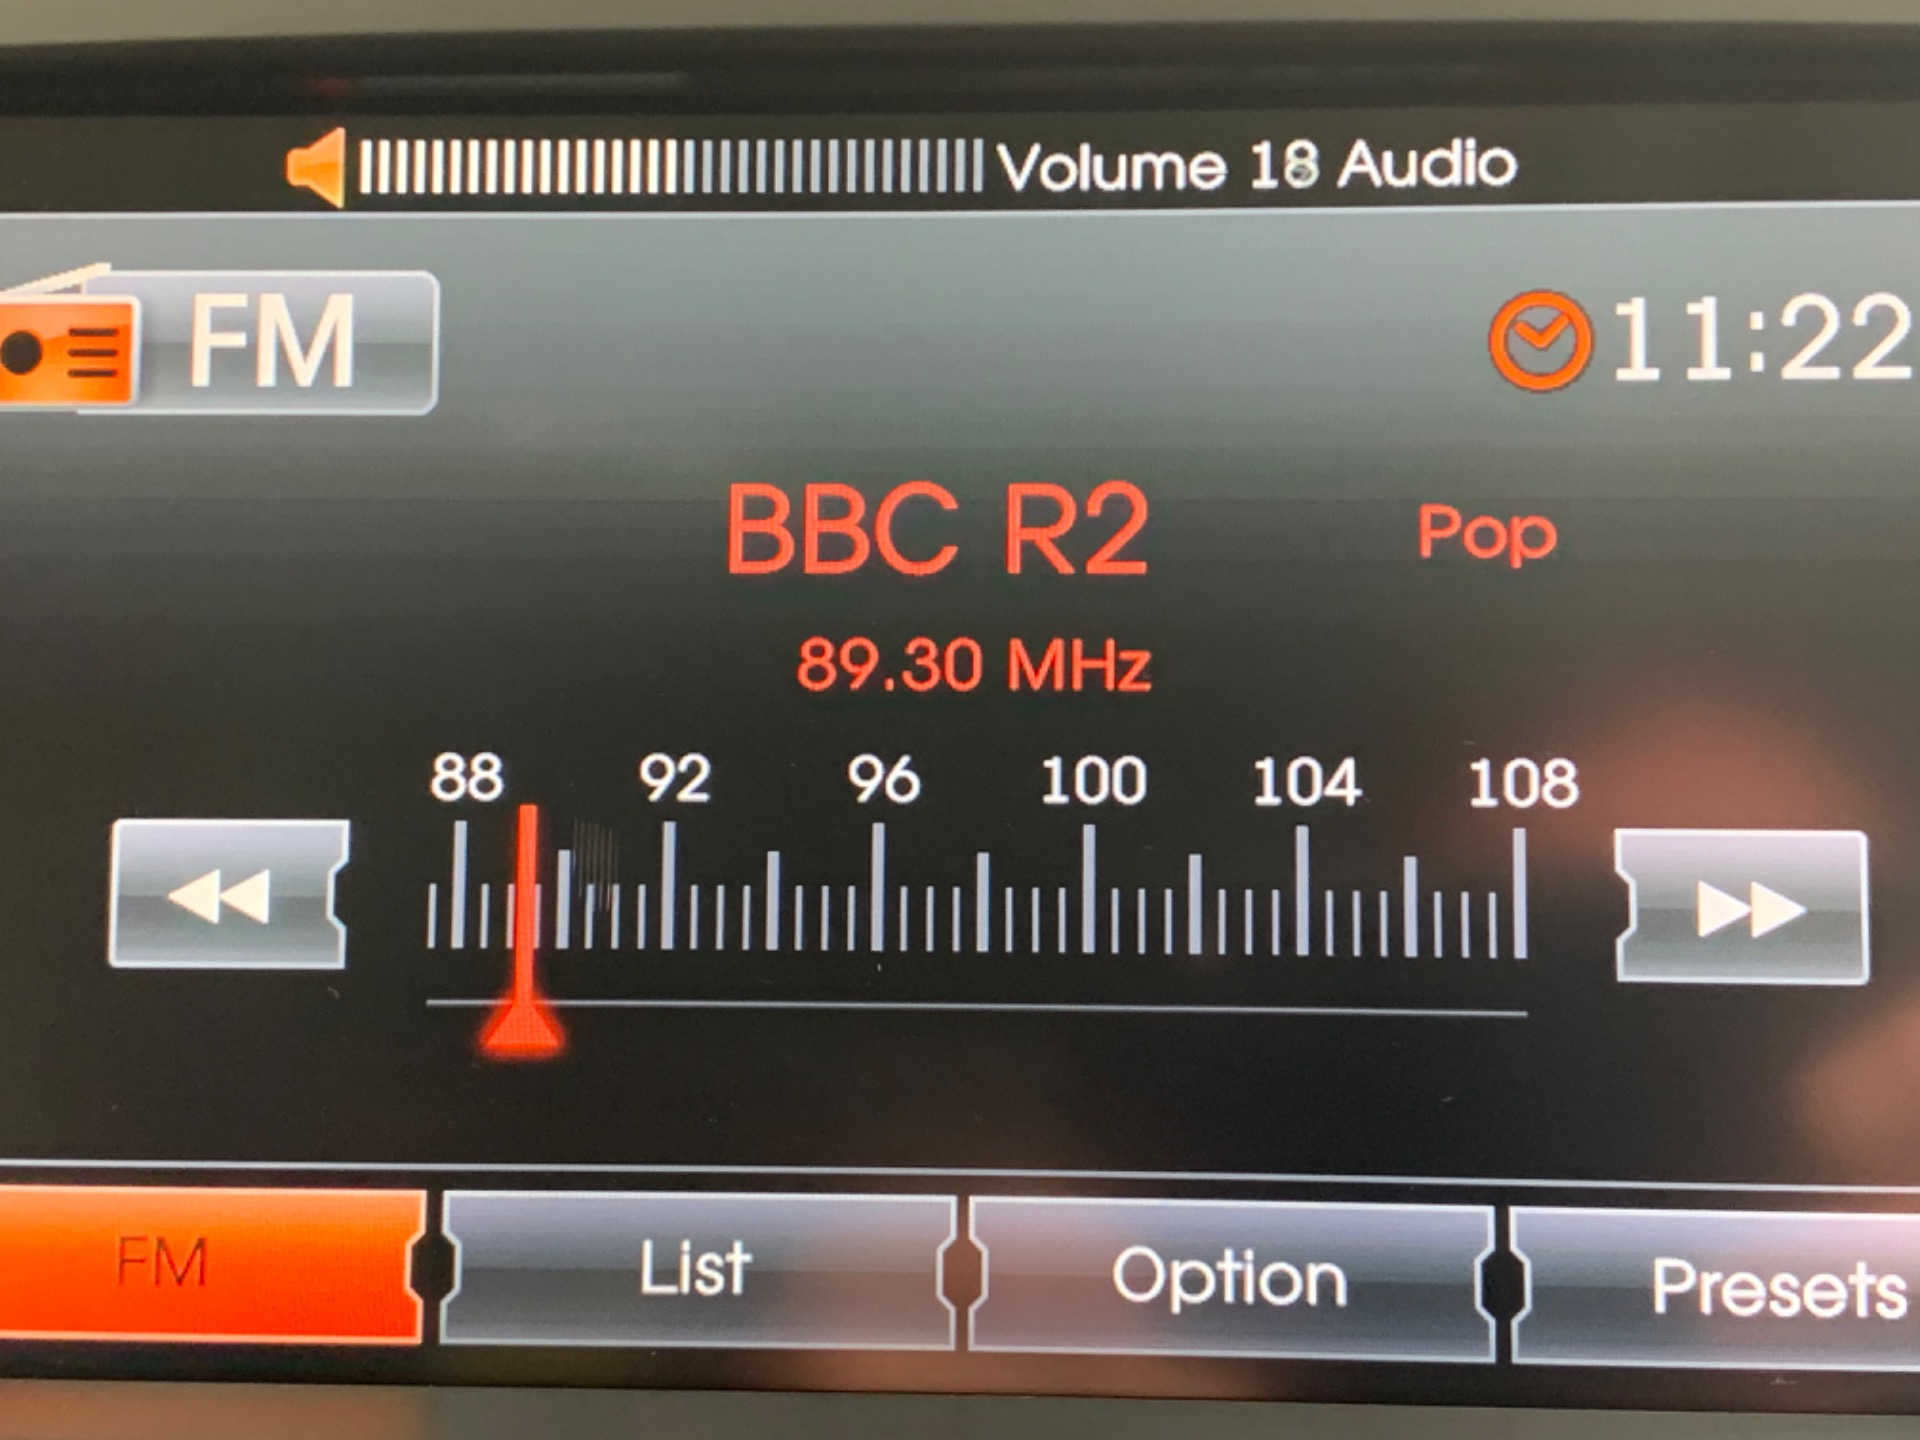 Volume 18 Audio
FM
11:22
BBC R2
Pop
89.30 MHz
88 92 96 100 104 108
FM
List
Option
Presets